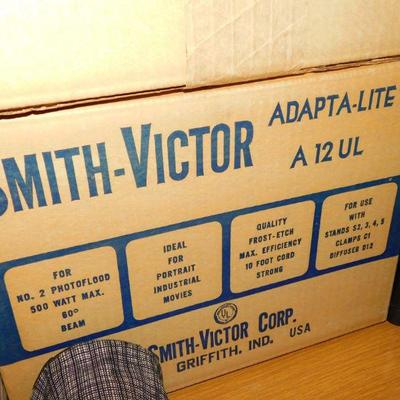 SMITH-VICTOR
ADAPTA-LITE
A 12 UL
FOR
NO. 2 PHOTOFLOOD
500 WATT MAX.
60°
BEAM
IDEAL
FOR
PORTRAIT
INDUSTRIAL
MOVIES
QUALITY
FROST-ETCH
MAX. EFFICIENCY
10 FOOT CORD
STRONG
FOR USE
WITH
STANDS S2, 3, 4, 5
CLAMPS C1
DIFFUSER D12
UL
SMITH-VICTOR CORP.
GRIFFITH, IND. USA